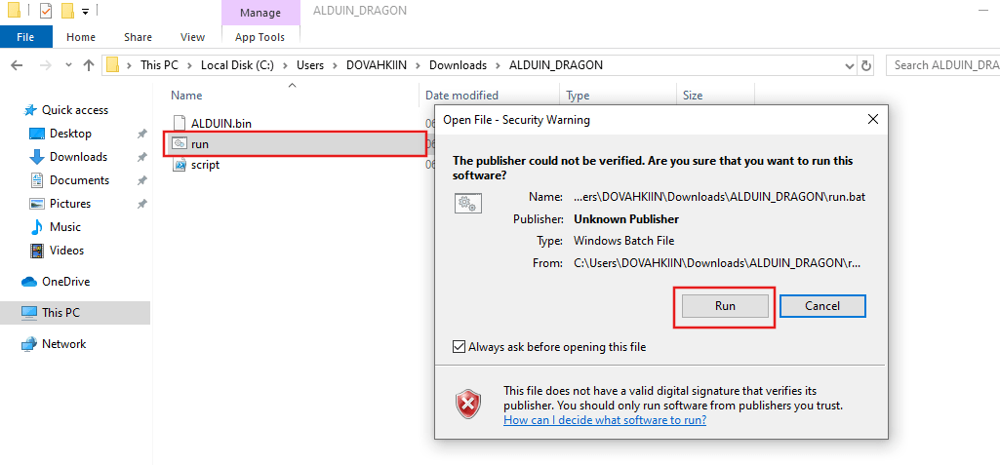 Manage
ALDUIN_DRAGON
File
Home
Share
View
App Tools
This PC
Local Disk (C:)
Users
DOVAHKIIN
Downloads
ALDUIN_DRAGON
Search ALDUIN_DRA
Name
Date modified
Type
Size
Quick access
Desktop
Downloads
Documents
Pictures
Music
Videos
OneDrive
This PC
Network
ALDUIN.bin
06
run
06
script
06
Open File - Security Warning
The publisher could not be verified. Are you sure that you want to run this
software?
Name: ...ers\DOVAHKIIN\Downloads\ALDUIN_DRAGON\run.bat
Publisher: Unknown Publisher
Type: Windows Batch File
From: C:\Users\DOVAHKIIN\Downloads\ALDUIN_DRAGON\r...
Run
Cancel
Always ask before opening this file
This file does not have a valid digital signature that verifies its
publisher. You should only run software from publishers you trust.
How can I decide what software to run?